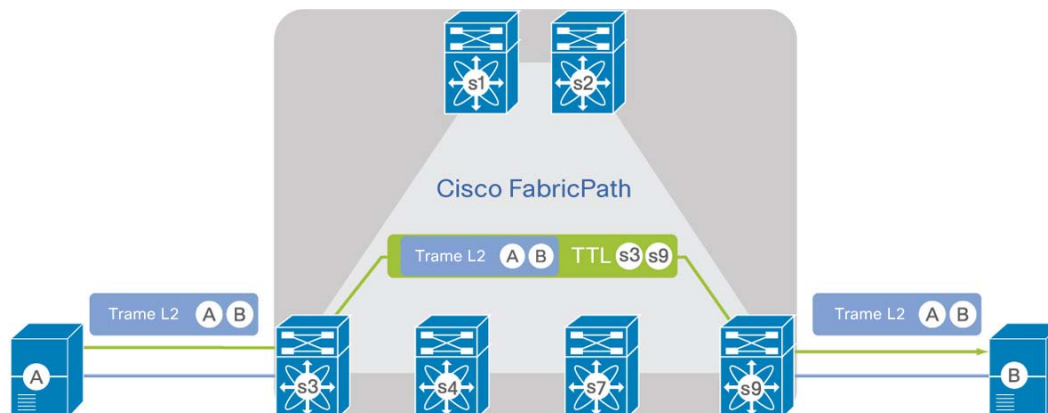 s1 s2
Cisco FabricPath
Trame L2 A B TTL s3 s9
Trame L2 A B
Trame L2 A B
A s3 s4 s7 s9 B